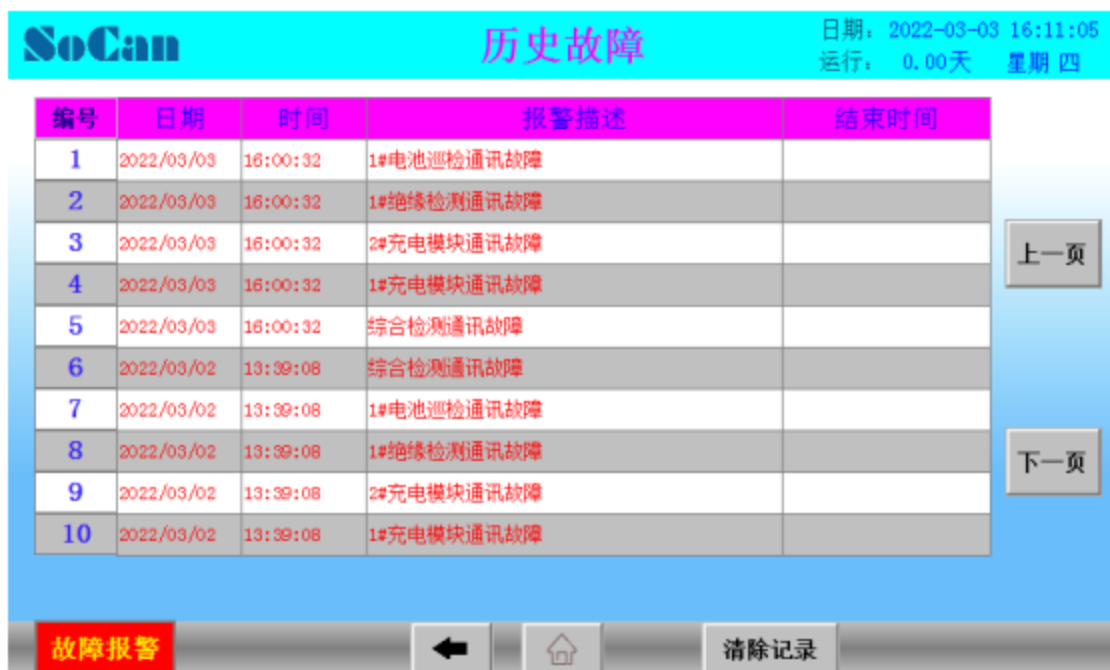 SoCan 历史故障 日期: 2022-03-03 16:11:05
运行: 0.00天 星期 四
编号 日期 时间 报警描述 结束时间
1 2022/03/03 16:00:32 1#电池巡检通讯故障
2 2022/03/03 16:00:32 1#绝缘检测通讯故障
3 2022/03/03 16:00:32 2#充电模块通讯故障
上一页
4 2022/03/03 16:00:32 1#充电模块通讯故障
5 2022/03/03 16:00:32 综合检测通讯故障
6 2022/03/02 13:39:08 综合检测通讯故障
7 2022/03/02 13:39:08 1#电池巡检通讯故障
8 2022/03/02 13:39:08 1#绝缘检测通讯故障
下一页
9 2022/03/02 13:39:08 2#充电模块通讯故障
10 2022/03/02 13:39:08 1#充电模块通讯故障
故障报警 清除记录